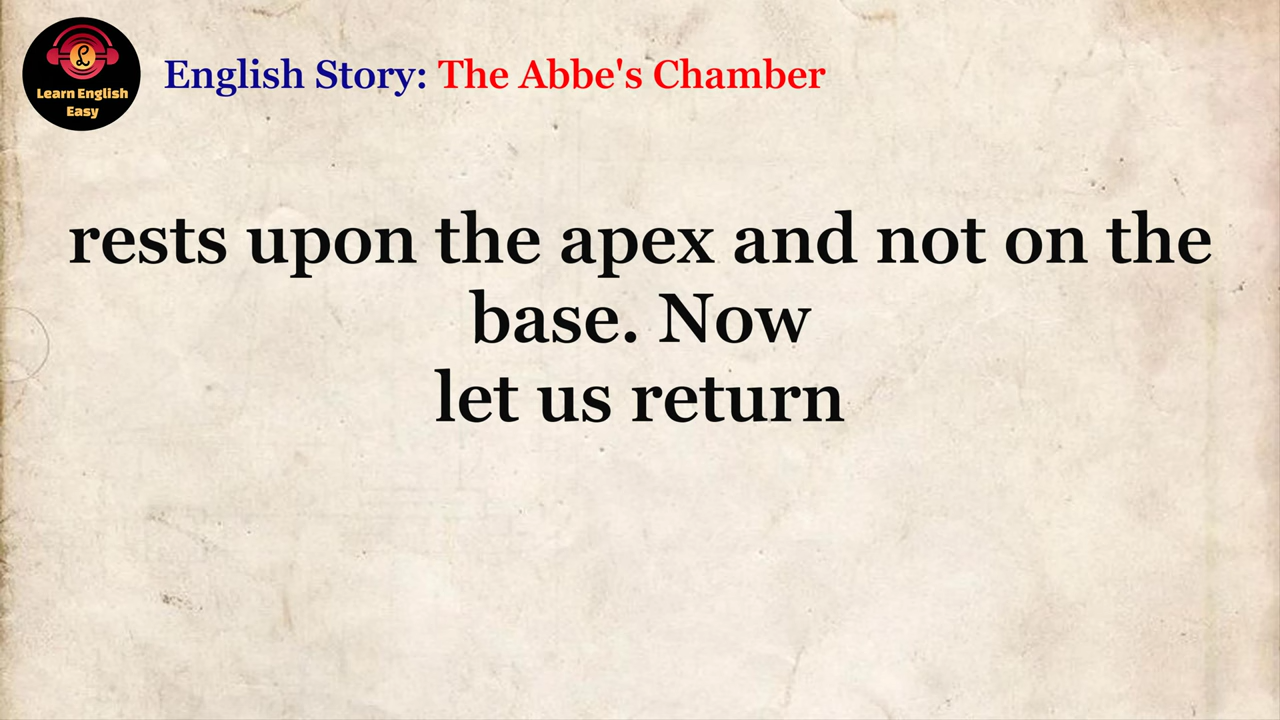 Learn English
Easy
English Story: The Abbe's Chamber
rests upon the apex and not on the
base. Now
let us return